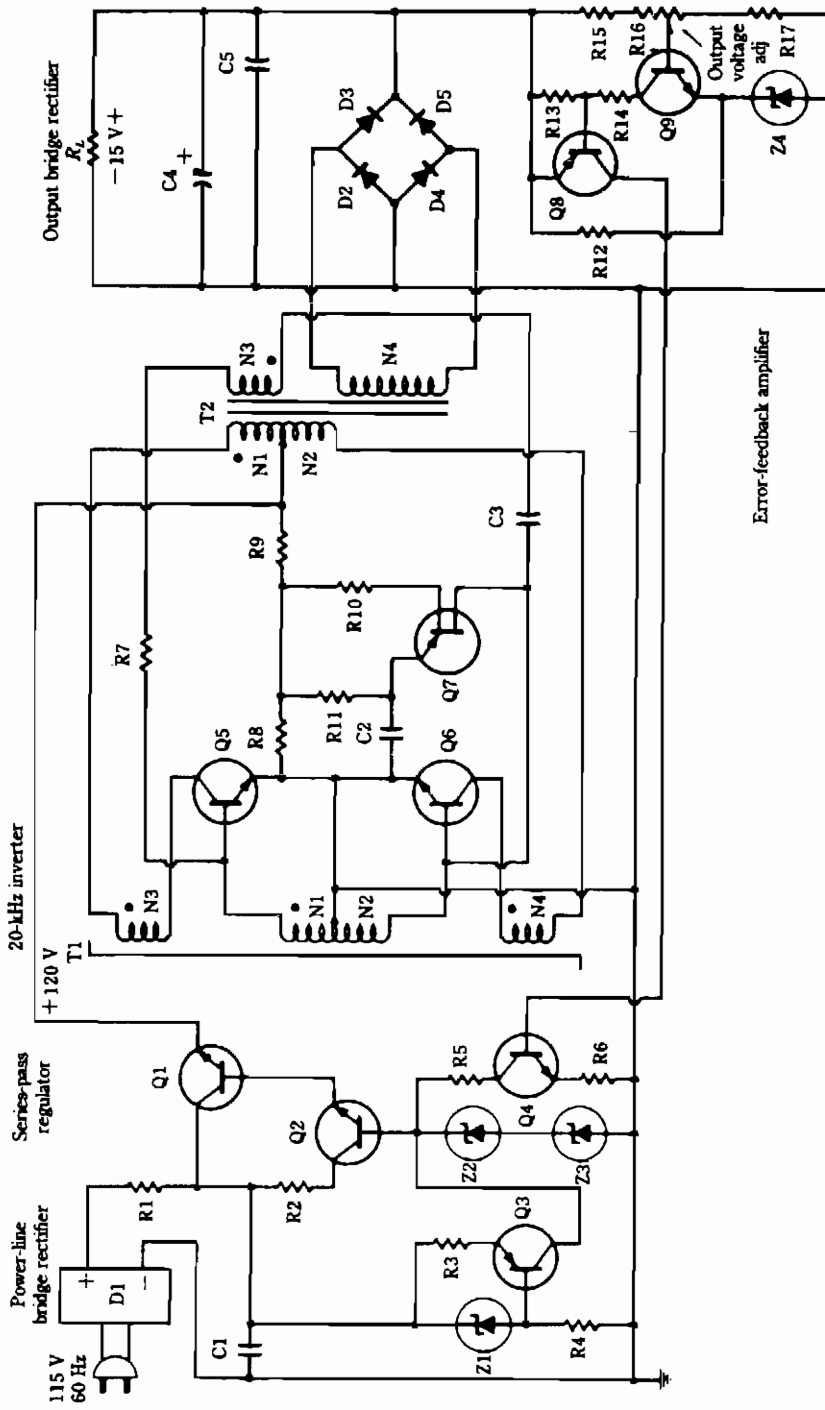 Power-line
bridge rectifier
Series-pass
regulator
20-kHz inverter
Output bridge rectifier
115 V
60 Hz
D1
+
−
R1
Q1
+120 V
T1
C1
R2
Q2
Z1
R3
R4
Q3
Z2
Z3
R5
Q4
R6
N3
N1
N2
N4
R7
Q5
R8
R9
R11
R10
C2
Q6
Q7
C3
T2
N1
N2
N3
N4
RL
−15 V+
C4
+
C5
D2
D3
D4
D5
Q8
R12
R13
R14
Q9
R15
R16
Output
voltage
adj
R17
Z4
Error-feedback amplifier